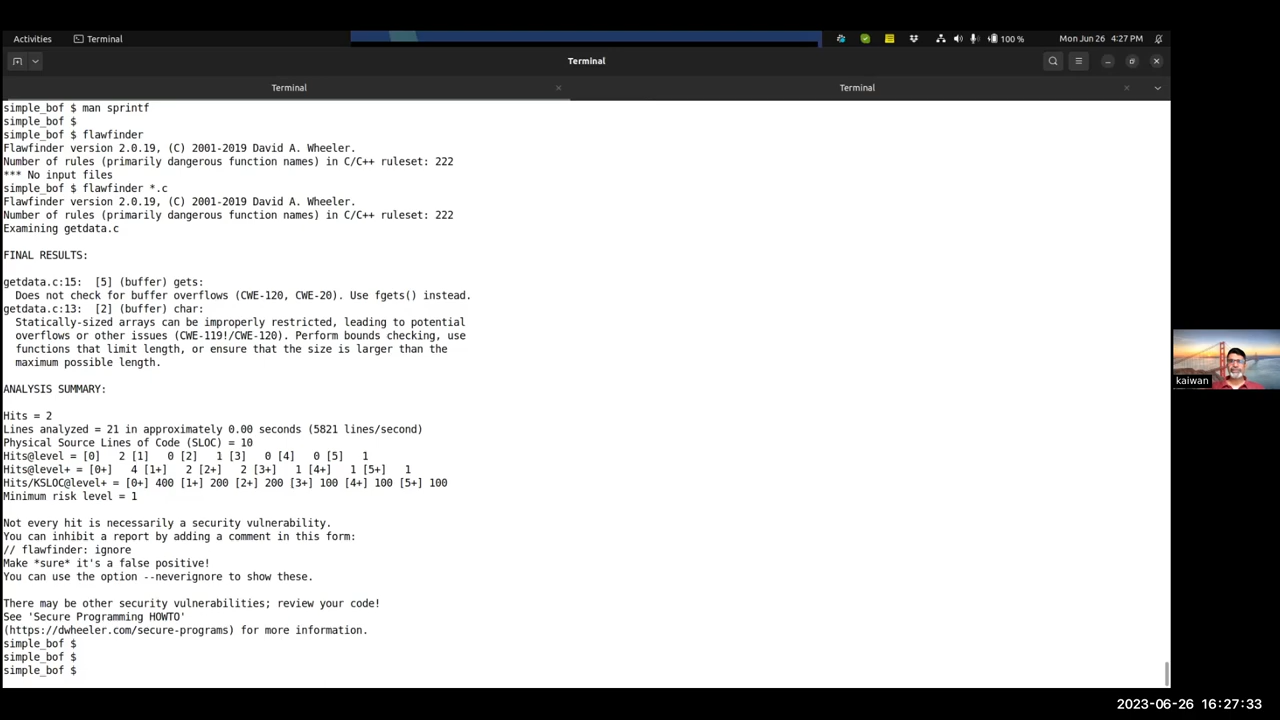 Activities
Terminal
100 %
Mon Jun 26 4:27 PM
Terminal
Terminal
Terminal
simple_bof $ man sprintf
simple_bof $
simple_bof $ flawfinder
Flawfinder version 2.0.19, (C) 2001-2019 David A. Wheeler.
Number of rules (primarily dangerous function names) in C/C++ ruleset: 222
*** No input files
simple_bof $ flawfinder *.c
Flawfinder version 2.0.19, (C) 2001-2019 David A. Wheeler.
Number of rules (primarily dangerous function names) in C/C++ ruleset: 222
Examining getdata.c
FINAL RESULTS:
getdata.c:15:  [5] (buffer) gets:
Does not check for buffer overflows (CWE-120, CWE-20). Use fgets() instead.
getdata.c:13:  [2] (buffer) char:
Statically-sized arrays can be improperly restricted, leading to potential
overflows or other issues (CWE-119!/CWE-120). Perform bounds checking, use
functions that limit length, or ensure that the size is larger than the
maximum possible length.
ANALYSIS SUMMARY:
Hits = 2
Lines analyzed = 21 in approximately 0.00 seconds (5821 lines/second)
Physical Source Lines of Code (SLOC) = 10
Hits@level = [0]   2 [1]   0 [2]   1 [3]   0 [4]   0 [5]   1
Hits@level+ = [0+]   4 [1+]   2 [2+]   2 [3+]   1 [4+]   1 [5+]   1
Hits/KSLOC@level+ = [0+] 400 [1+] 200 [2+] 200 [3+] 100 [4+] 100 [5+] 100
Minimum risk level = 1
Not every hit is necessarily a security vulnerability.
You can inhibit a report by adding a comment in this form:
// flawfinder: ignore
Make *sure* it's a false positive!
You can use the option --neverignore to show these.
There may be other security vulnerabilities; review your code!
See 'Secure Programming HOWTO'
(https://dwheeler.com/secure-programs) for more information.
simple_bof $
simple_bof $
simple_bof $
kaiwan
2023-06-26 16:27:33